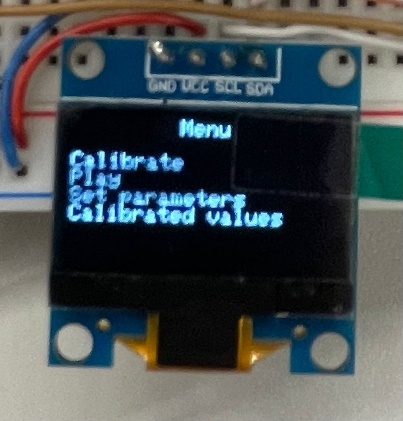 GND VCC SCL SDA
Menu
Calibrate
Play
Set parameters
Calibrated values